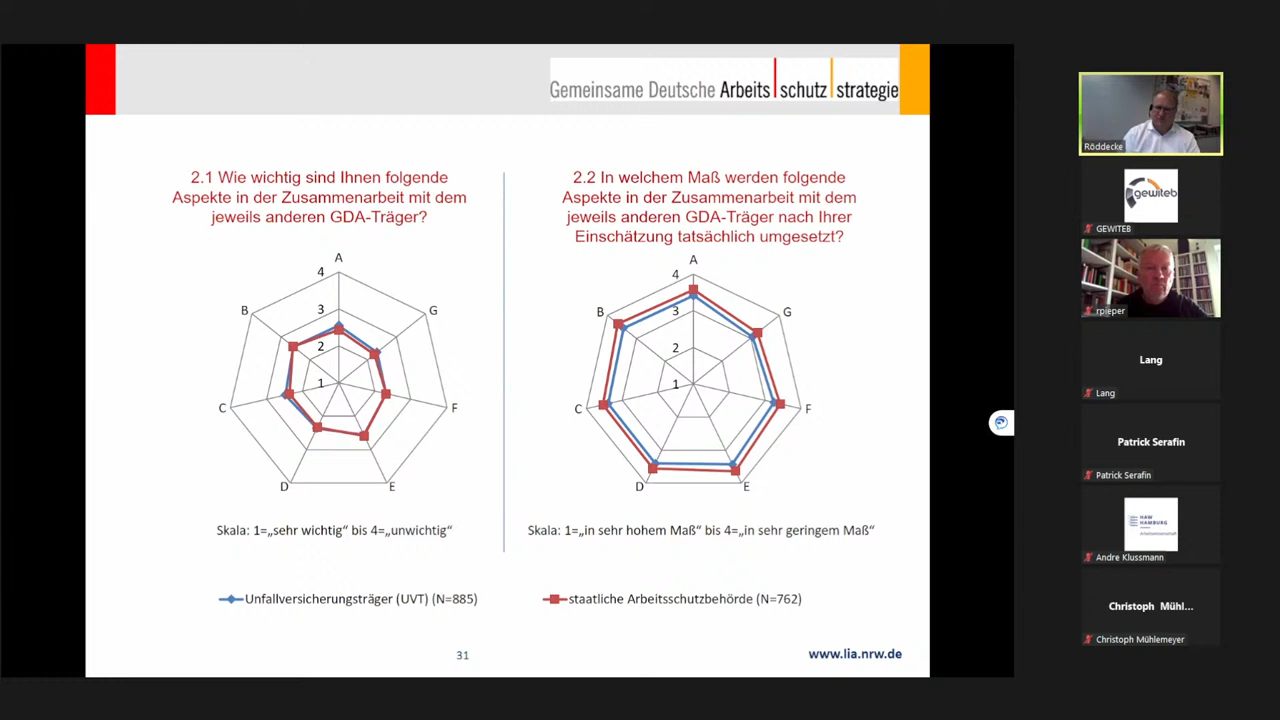 Gemeinsame Deutsche Arbeits schutz strategie
2.1 Wie wichtig sind Ihnen folgende
Aspekte in der Zusammenarbeit mit dem
jeweils anderen GDA-Träger?
A
4
3
2
1
B
G
C
F
D
E
Skala: 1=„sehr wichtig“ bis 4=„unwichtig“
2.2 In welchem Maß werden folgende
Aspekte in der Zusammenarbeit mit dem
jeweils anderen GDA-Träger nach Ihrer
Einschätzung tatsächlich umgesetzt?
A
4
3
2
1
B
G
C
F
D
E
Skala: 1=„in sehr hohem Maß“ bis 4=„in sehr geringem Maß“
Unfallversicherungsträger (UVT) (N=885)
staatliche Arbeitsschutzbehörde (N=762)
31
www.lia.nrw.de
Röddecke
gewiteb
GEWITEB
rpieper
Lang
Lang
Patrick Serafin
Patrick Serafin
HAW
HAMBURG
Andre Klussmann
Christoph Mühl...
Christoph Mühlemeyer